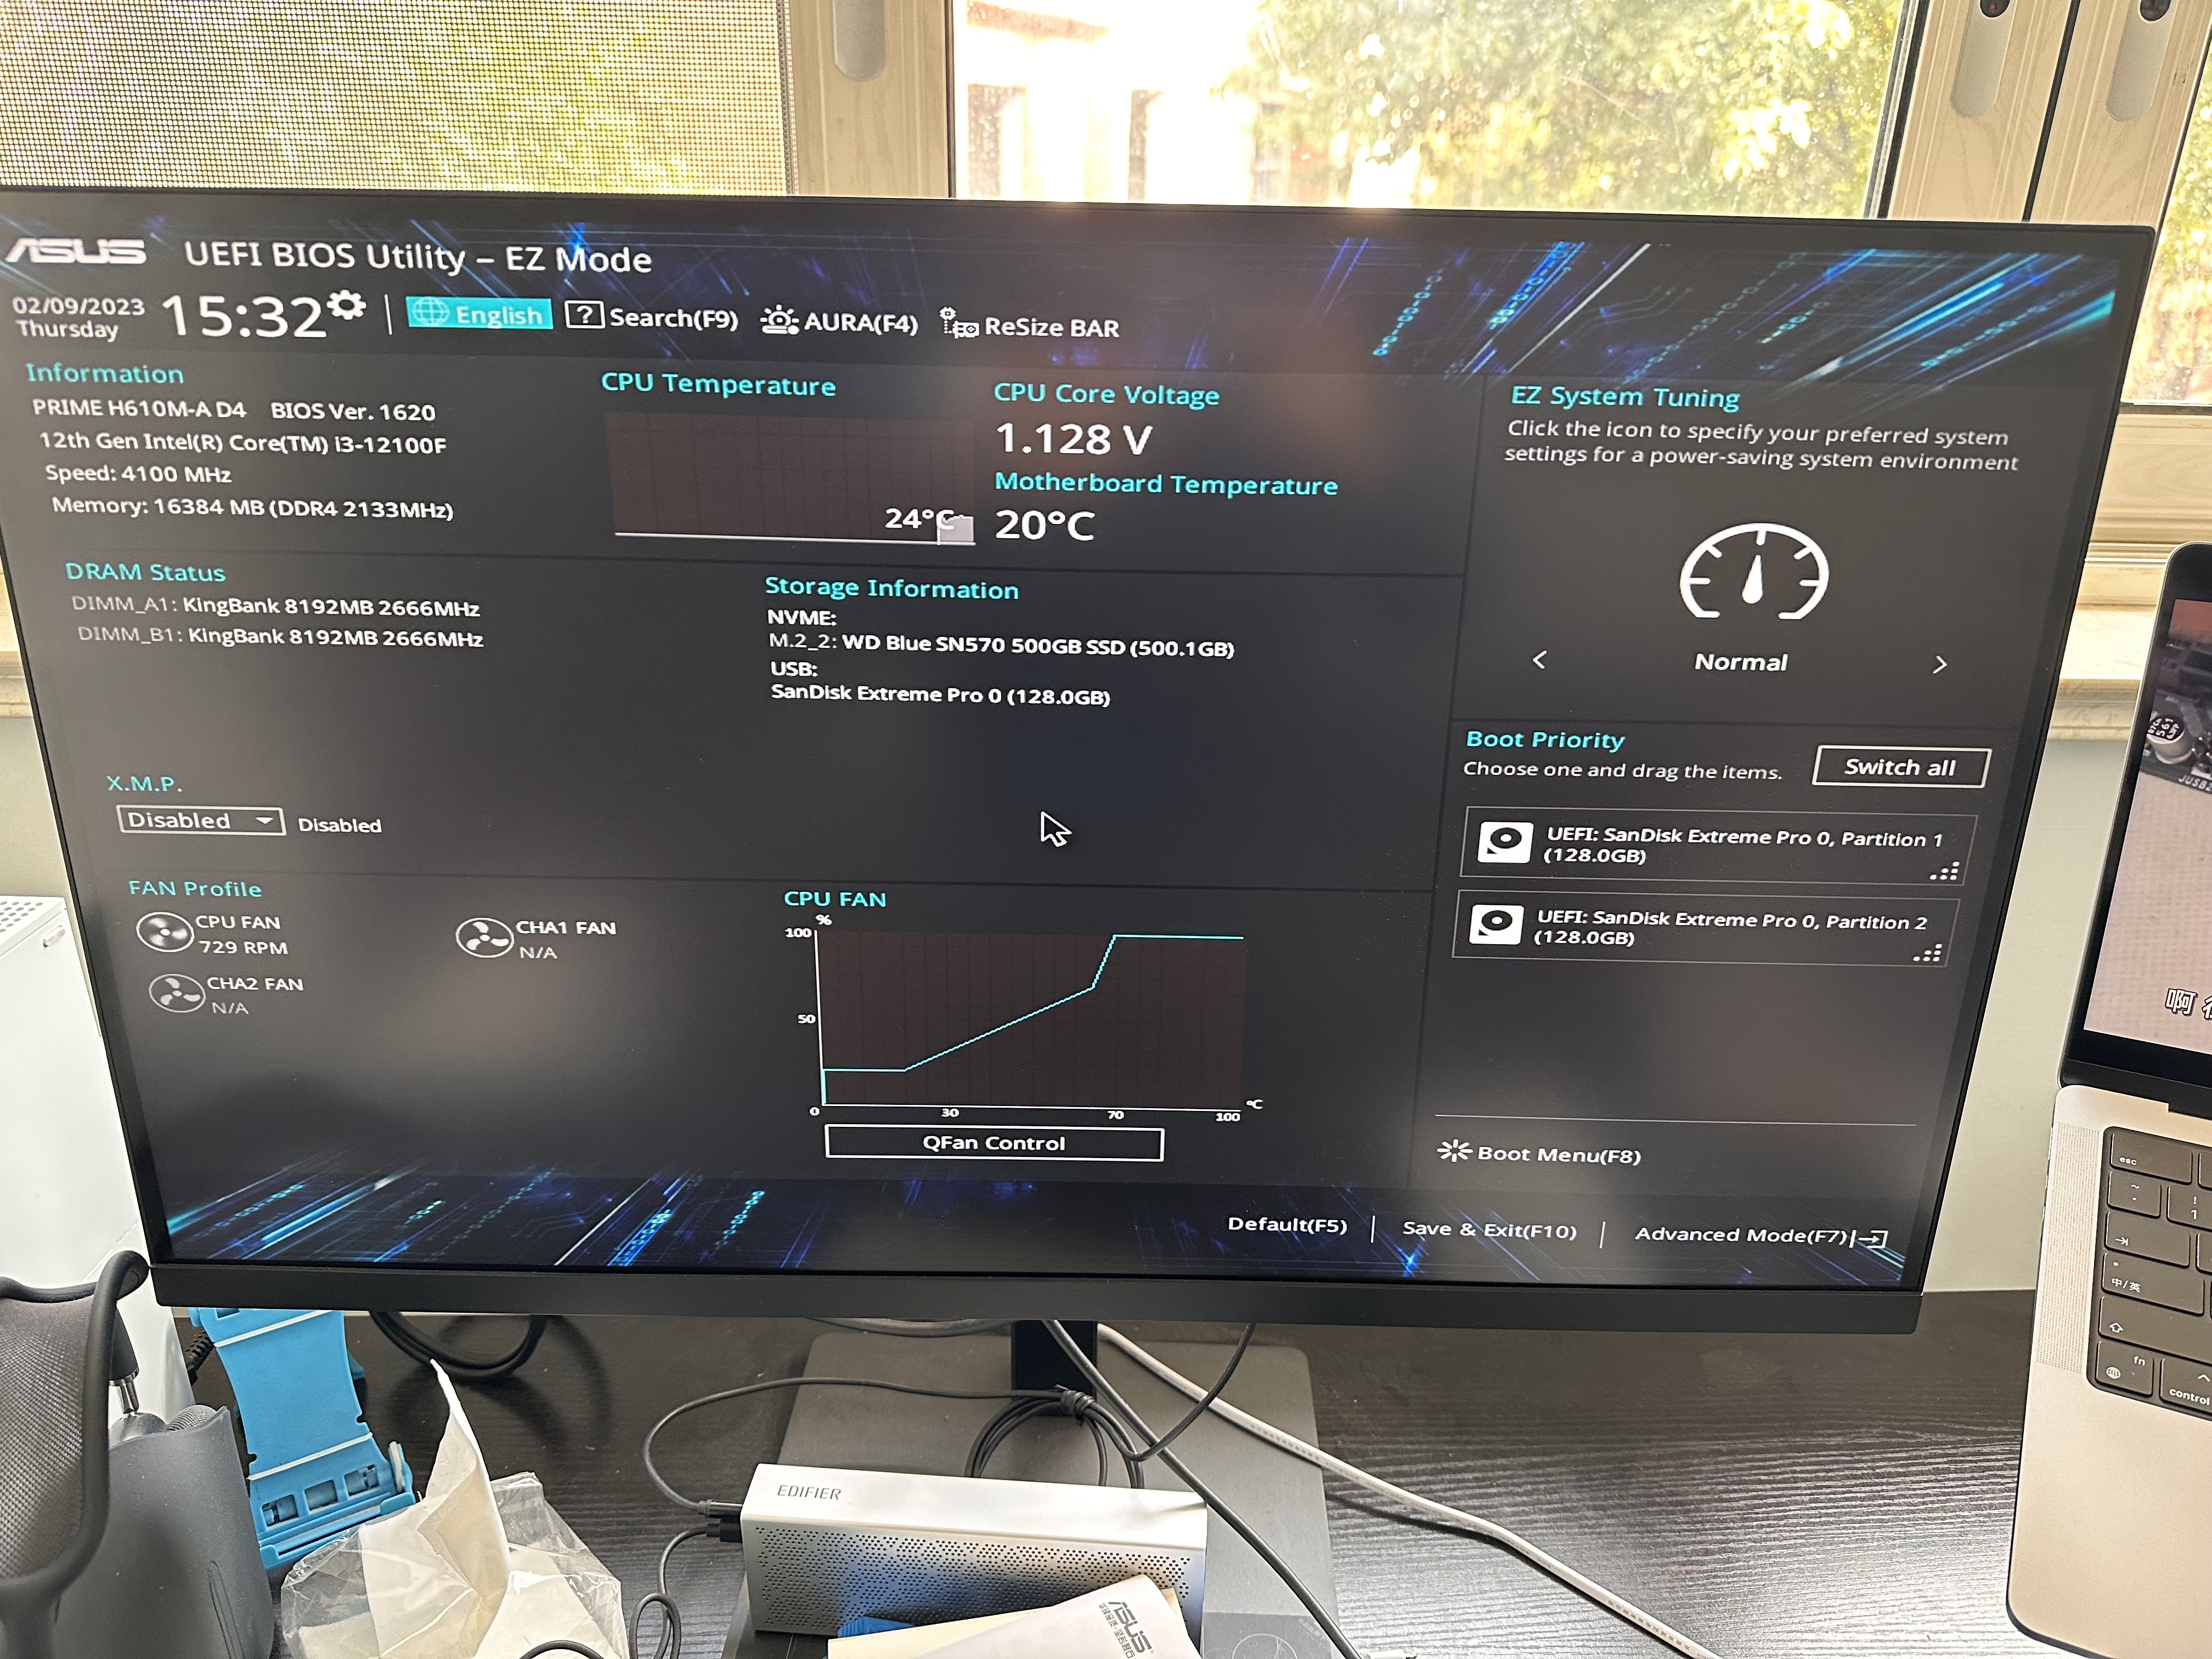 ASUS UEFI BIOS Utility – EZ Mode
02/09/2023
Thursday
15:32
English
Search(F9)
AURA(F4)
ReSize BAR
Information
PRIME H610M-A D4 BIOS Ver. 1620
12th Gen Intel(R) Core(TM) i3-12100F
Speed: 4100 MHz
Memory: 16384 MB (DDR4 2133MHz)
CPU Temperature
24°C
CPU Core Voltage
1.128 V
Motherboard Temperature
20°C
EZ System Tuning
Click the icon to specify your preferred system
settings for a power-saving system environment
Normal
DRAM Status
DIMM_A1: KingBank 8192MB 2666MHz
DIMM_B1: KingBank 8192MB 2666MHz
Storage Information
NVME:
M.2_2: WD Blue SN570 500GB SSD (500.1GB)
USB:
SanDisk Extreme Pro 0 (128.0GB)
X.M.P.
Disabled
Disabled
Boot Priority
Choose one and drag the items.
Switch all
UEFI: SanDisk Extreme Pro 0, Partition 1
(128.0GB)
UEFI: SanDisk Extreme Pro 0, Partition 2
(128.0GB)
FAN Profile
CPU FAN
729 RPM
CHA1 FAN
N/A
CHA2 FAN
N/A
CPU FAN
%
100
50
0
30
70
100
°C
QFan Control
Boot Menu(F8)
Default(F5)
Save & Exit(F10)
Advanced Mode(F7)
EDIFIER
ASUS
啊
esc
中/英
fn
control